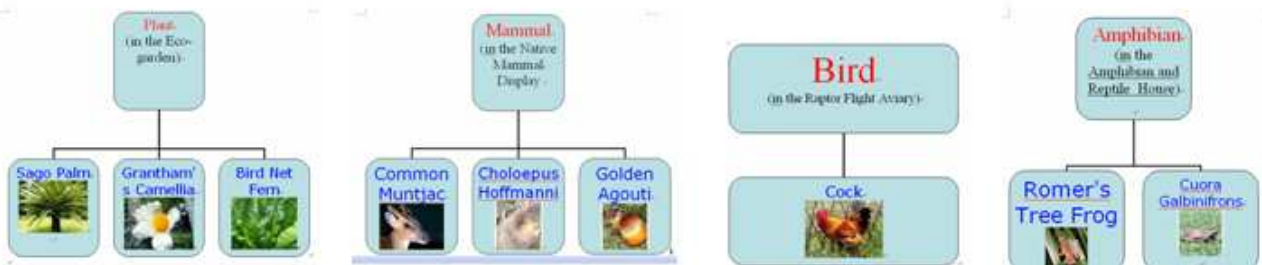 Plant
(in the Eco-
garden)
Sago Palm
Grantham'
s Camellia
Bird Net
Fern
Mammal
(in the Native
Mammal
Display
Common
Muntjac
Choloepus
Hoffmanni
Golden
Agouti
Bird
(in the Raptor Flight Aviary)
Cock
Amphibian
(in the
Amphibian and
Reptile House)
Romer's
Tree Frog
Cuora
Galbinifrons